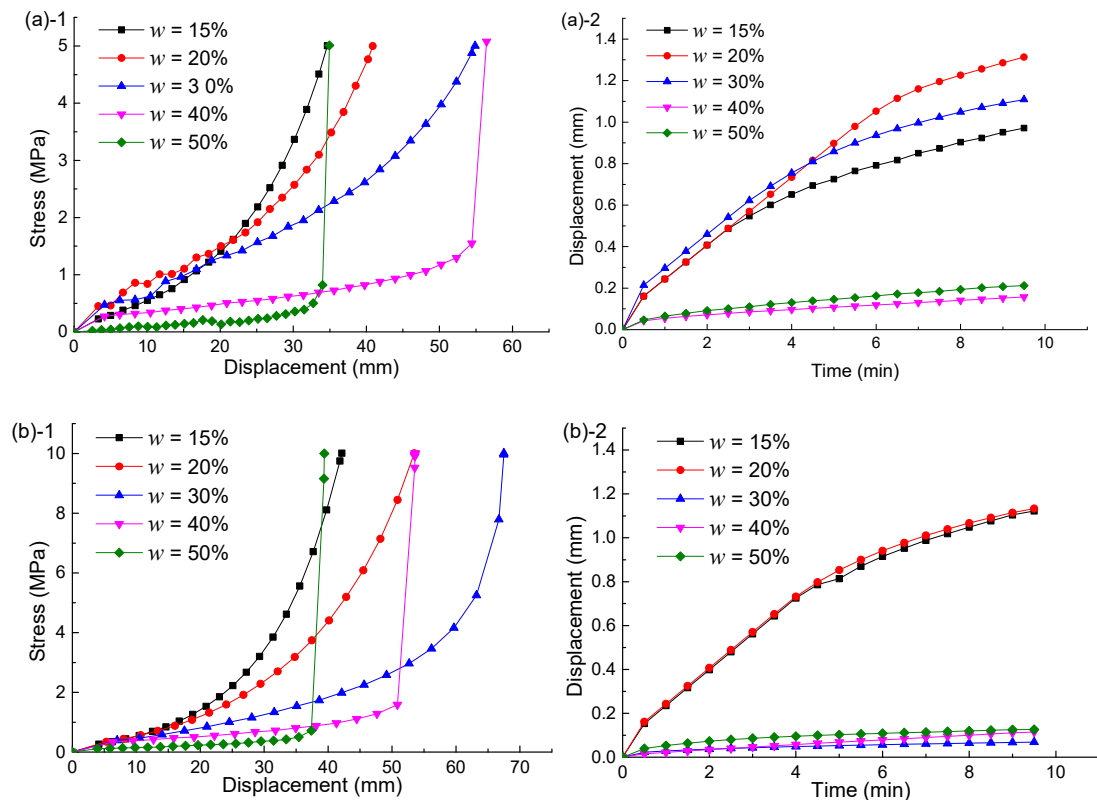 (a)-1
w = 15%
w = 20%
w = 3 0%
w = 40%
w = 50%
5
5
4
3
2
1
0
0 10 20 30 40 50 60
Stress (MPa)
Displacement (mm)
(a)-2
w = 15%
w = 20%
w = 30%
w = 40%
w = 50%
1.4
1.2
1.0
0.8
0.6
0.4
0.2
0.0
0 2 4 6 8 10
Displacement (mm)
Time (min)
(b)-1
w = 15%
w = 20%
w = 30%
w = 40%
w = 50%
10
8
6
4
2
0
0 10 20 30 40 50 60 70
Stress (MPa)
Displacement (mm)
(b)-2
w = 15%
w = 20%
w = 30%
w = 40%
w = 50%
1.4
1.2
1.0
0.8
0.6
0.4
0.2
0.0
0 2 4 6 8 10
Displacement (mm)
Time (min)